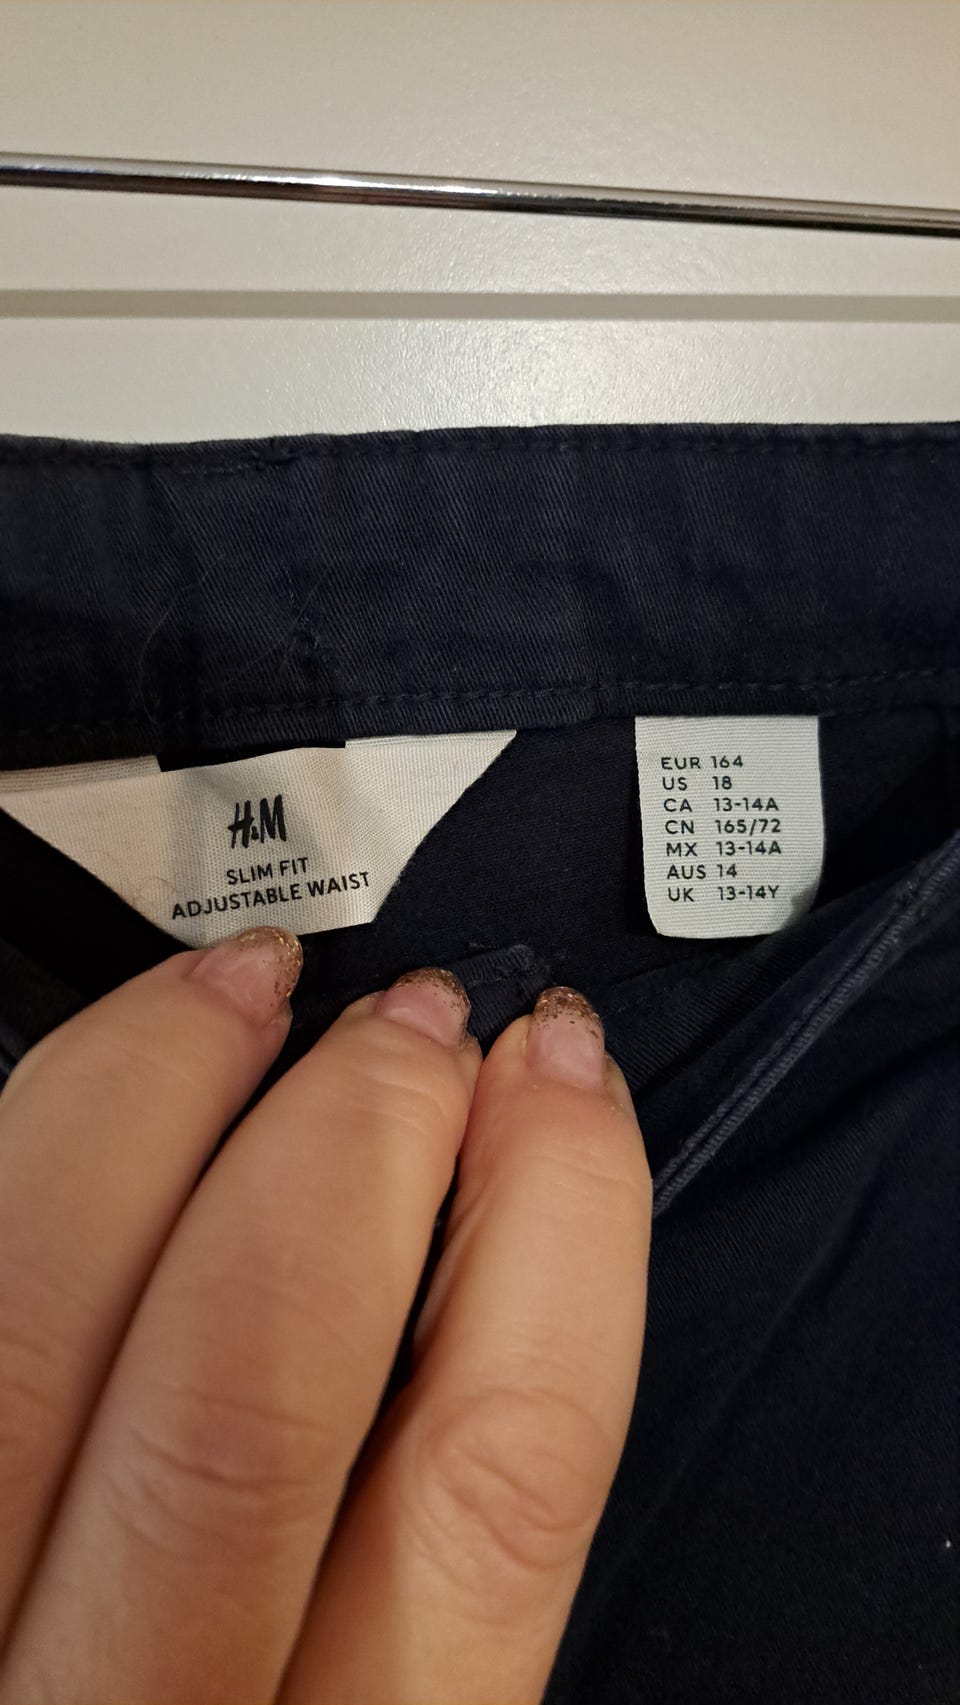 H&M
SLIM FIT
ADJUSTABLE WAIST
EUR 164
US 18
CA 13-14A
CN 165/72
MX 13-14A
AUS 14
UK 13-14Y